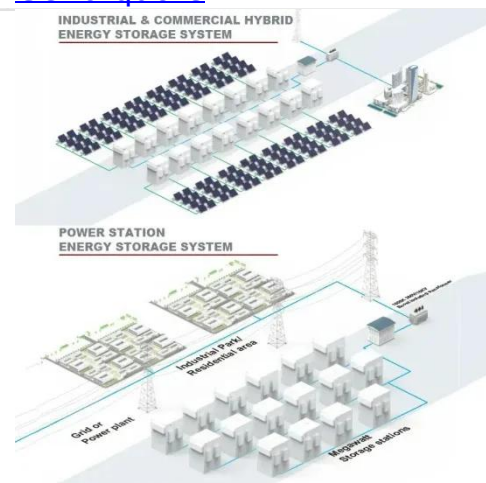 INDUSTRIAL & COMMERCIAL HYBRID
ENERGY STORAGE SYSTEM
POWER STATION
ENERGY STORAGE SYSTEM
Industrial Park/
Residential area
Grid or
Power plant
Megawatt
Storage stations